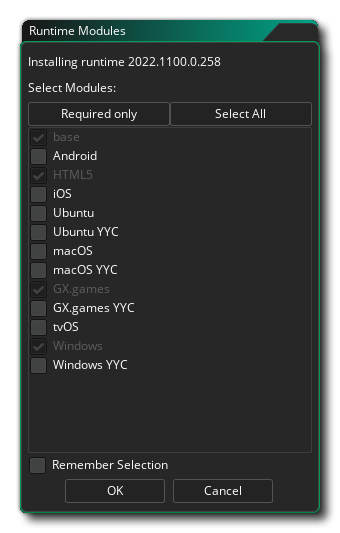 Runtime Modules
Installing runtime 2022.1100.0.258
Select Modules:
Required only
Select All
base
Android
HTML5
iOS
Ubuntu
Ubuntu YYC
macOS
macOS YYC
GX.games
GX.games YYC
tvOS
Windows
Windows YYC
Remember Selection
OK
Cancel